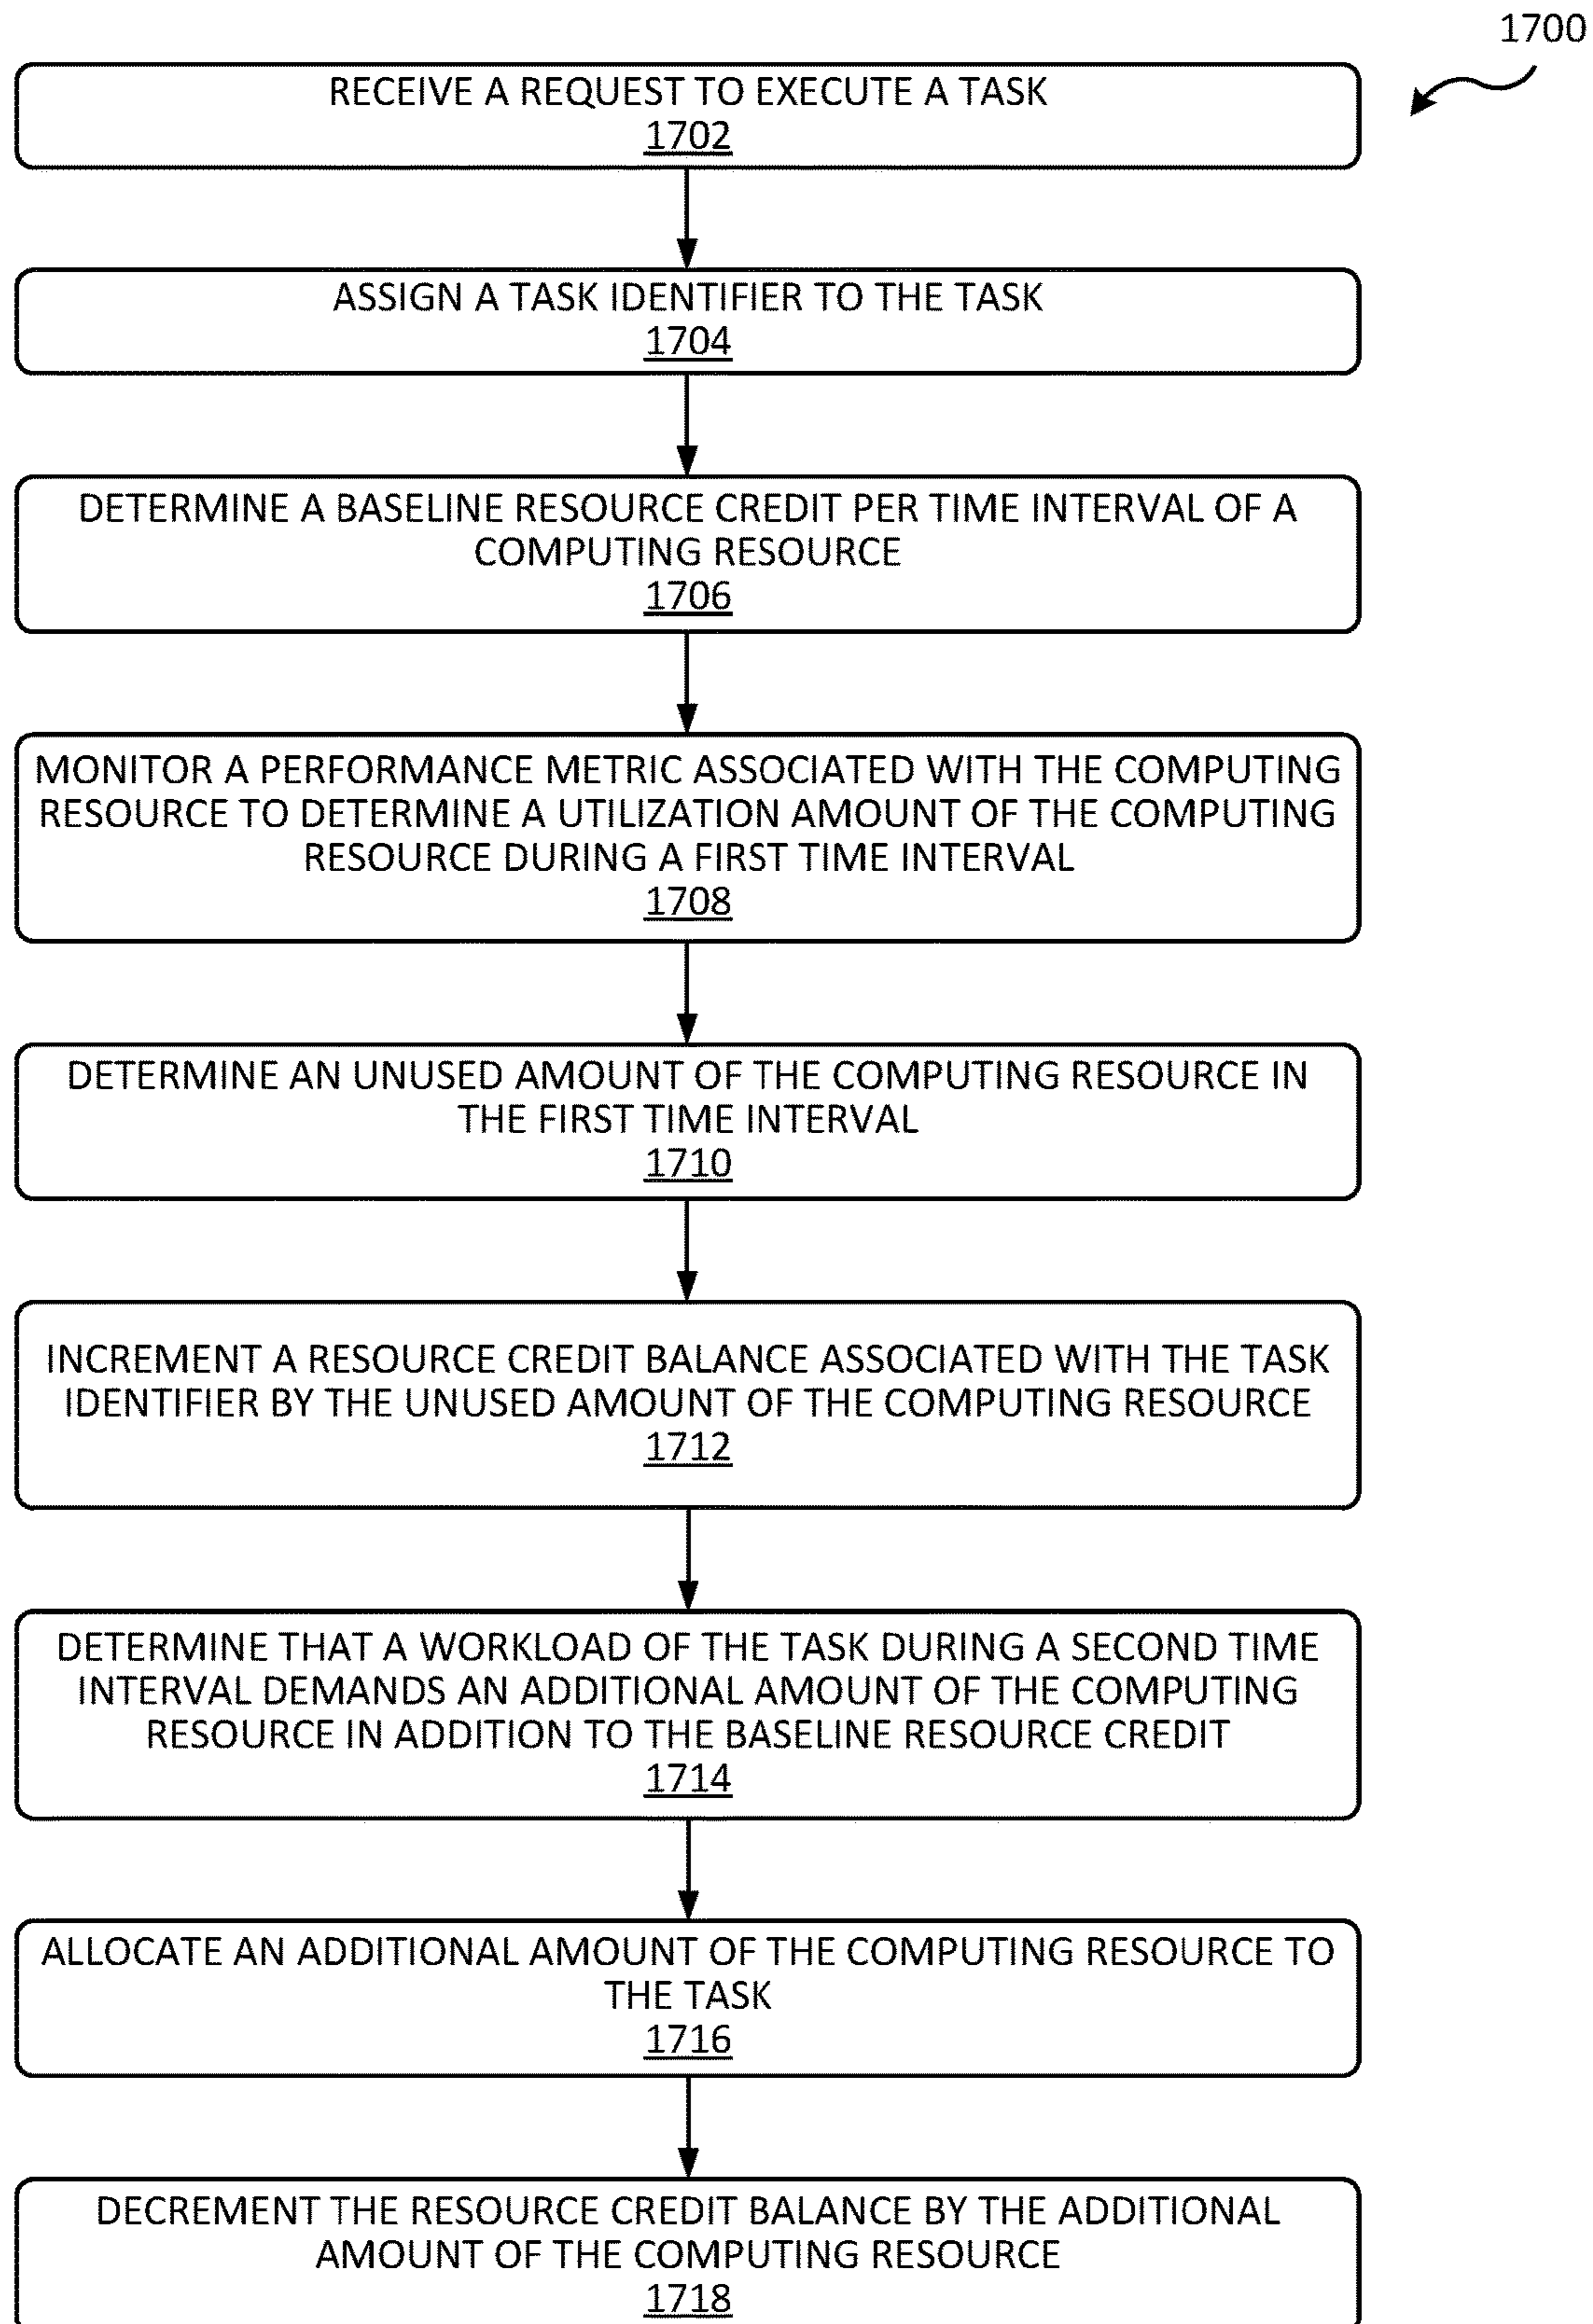 1700
RECEIVE A REQUEST TO EXECUTE A TASK
1702
ASSIGN A TASK IDENTIFIER TO THE TASK
1704
DETERMINE A BASELINE RESOURCE CREDIT PER TIME INTERVAL OF A
COMPUTING RESOURCE
1706
MONITOR A PERFORMANCE METRIC ASSOCIATED WITH THE COMPUTING
RESOURCE TO DETERMINE A UTILIZATION AMOUNT OF THE COMPUTING
RESOURCE DURING A FIRST TIME INTERVAL
1708
DETERMINE AN UNUSED AMOUNT OF THE COMPUTING RESOURCE IN
THE FIRST TIME INTERVAL
1710
INCREMENT A RESOURCE CREDIT BALANCE ASSOCIATED WITH THE TASK
IDENTIFIER BY THE UNUSED AMOUNT OF THE COMPUTING RESOURCE
1712
DETERMINE THAT A WORKLOAD OF THE TASK DURING A SECOND TIME
INTERVAL DEMANDS AN ADDITIONAL AMOUNT OF THE COMPUTING
RESOURCE IN ADDITION TO THE BASELINE RESOURCE CREDIT
1714
ALLOCATE AN ADDITIONAL AMOUNT OF THE COMPUTING RESOURCE TO
THE TASK
1716
DECREMENT THE RESOURCE CREDIT BALANCE BY THE ADDITIONAL
AMOUNT OF THE COMPUTING RESOURCE
1718